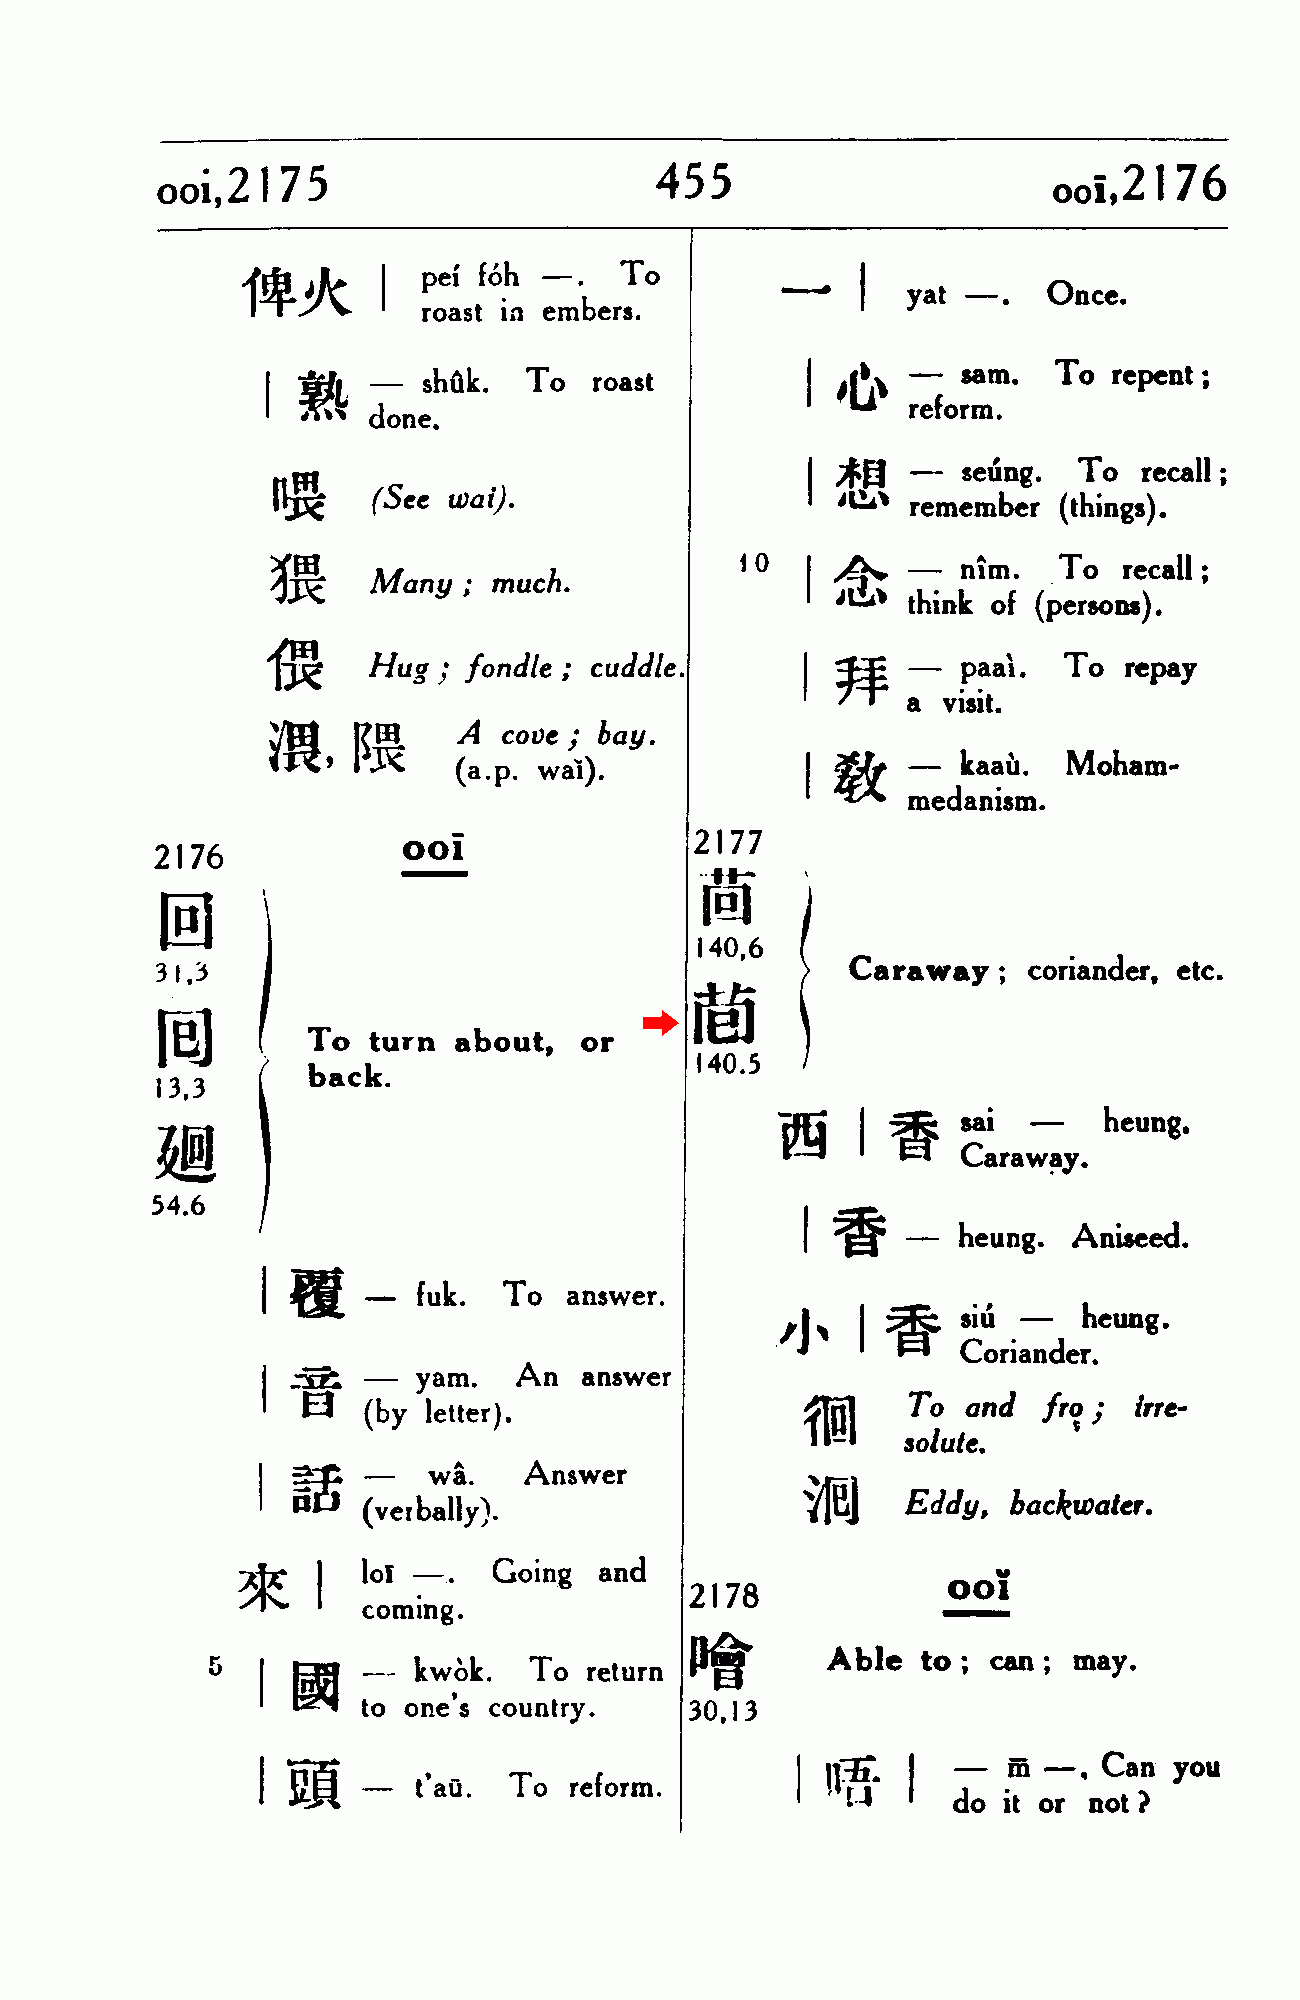 ooi,2175 455 ooī,2176
俾火｜ peí fóh —. To
roast in embers.
｜熟 — shûk. To roast
done.
喂 (See wai).
猥 Many ; much.
偎 Hug ; fondle ; cuddle.
渨, 隈 A cove ; bay.
(a.p. waǐ).
2176 ooī
回
31,3
囘
13,3
To turn about, or
back.
廻
54.6
｜覆 — fuk. To answer.
｜音 — yam. An answer
(by letter).
｜話 — wâ. Answer
(verbally).
來｜ loī —. Going and
coming.
5 ｜國 — kwòk. To return
to one's country.
｜頭 — t'aū. To reform.
一｜ yat —. Once.
｜心 — sam. To repent ;
reform.
｜想 — seúng. To recall ;
remember (things).
10 ｜念 — nîm. To recall ;
think of (persons).
｜拜 — paaì. To repay
a visit.
｜教 — kaaù. Moham-
medanism.
2177
茴
140,6
Caraway ; coriander, etc.
140.5
西｜香 sai — heung.
Caraway.
｜香 — heung. Aniseed.
小｜香 siú — heung.
Coriander.
徊 To and fro ; irre-
solute.
洄 Eddy, backwater.
2178 ooǐ
噲 Able to ; can ; may.
30,13
｜唔｜ — m̄ —, Can you
do it or not ?